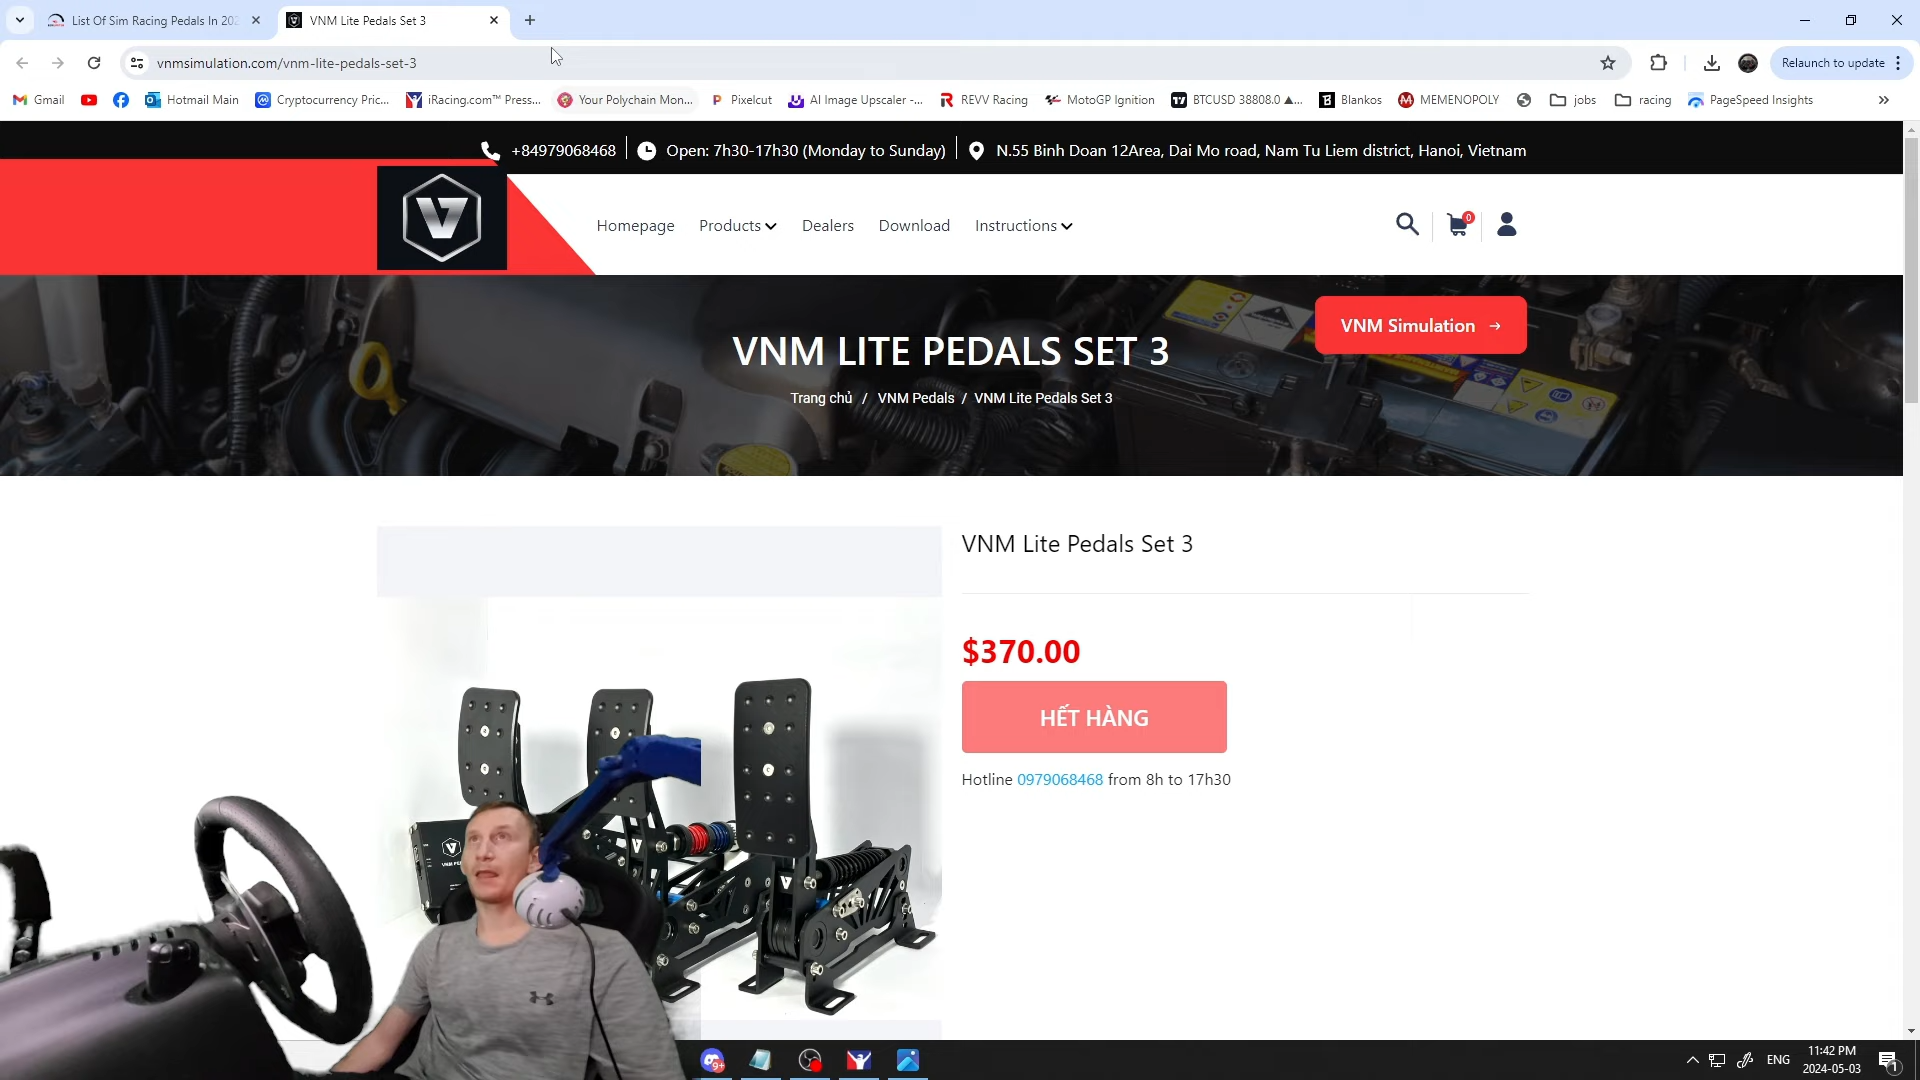 List Of Sim Racing Pedals In 202
VNM Lite Pedals Set 3
vnmsimulation.com/vnm-lite-pedals-set-3
Relaunch to update
Gmail
Hotmail Main
Cryptocurrency Pric...
iRacing.com™ Press...
Your Polychain Mon...
Pixelcut
AI Image Upscaler -...
REVV Racing
MotoGP Ignition
BTCUSD 38808.0 ▲...
Blankos
MEMENOPOLY
jobs
racing
PageSpeed Insights
+84979068468
Open: 7h30-17h30 (Monday to Sunday)
N.55 Binh Doan 12Area, Dai Mo road, Nam Tu Liem district, Hanoi, Vietnam
Homepage
Products
Dealers
Download
Instructions
0
VNM Simulation →
VNM LITE PEDALS SET 3
Trang chủ / VNM Pedals / VNM Lite Pedals Set 3
VNM Lite Pedals Set 3
$370.00
HẾT HÀNG
Hotline 0979068468 from 8h to 17h30
9+
ENG
11:42 PM
2024-05-03
1